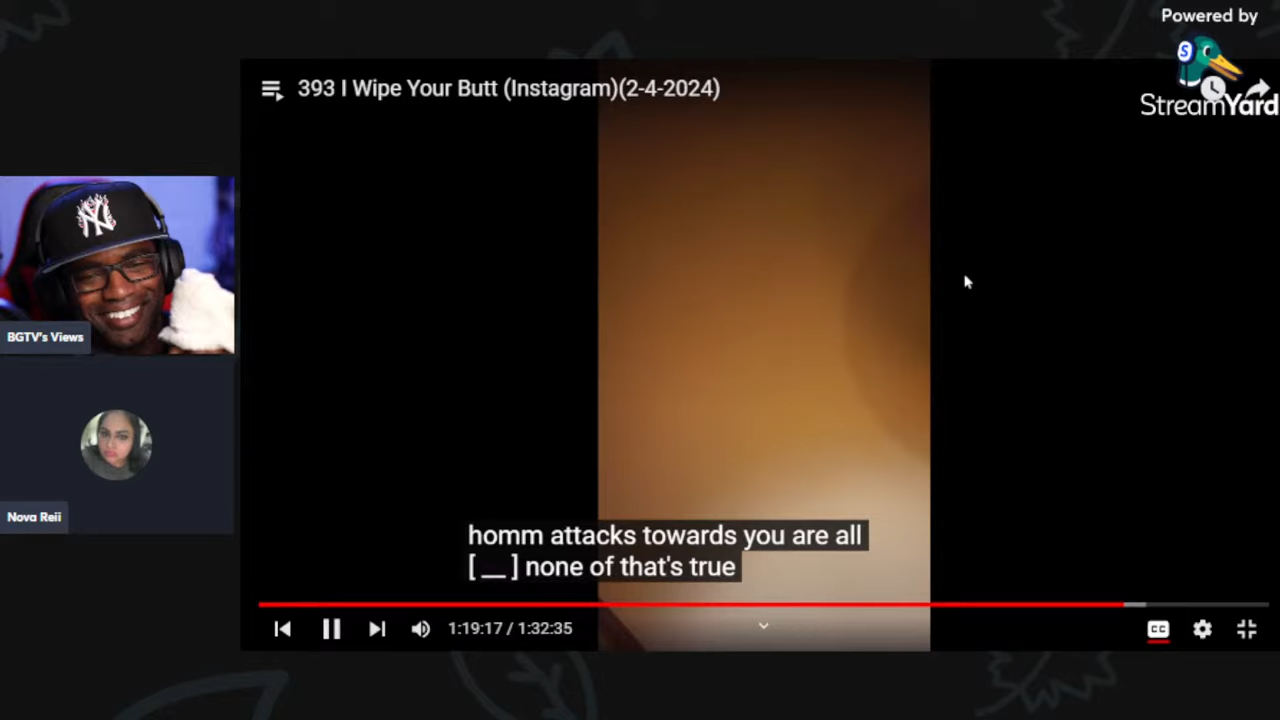 Powered by
StreamYard
393 I Wipe Your Butt (Instagram)(2-4-2024)
BGTV's Views
Nova Reii
homm attacks towards you are all
[ __ ] none of that's true
1:19:17 / 1:32:35
CC